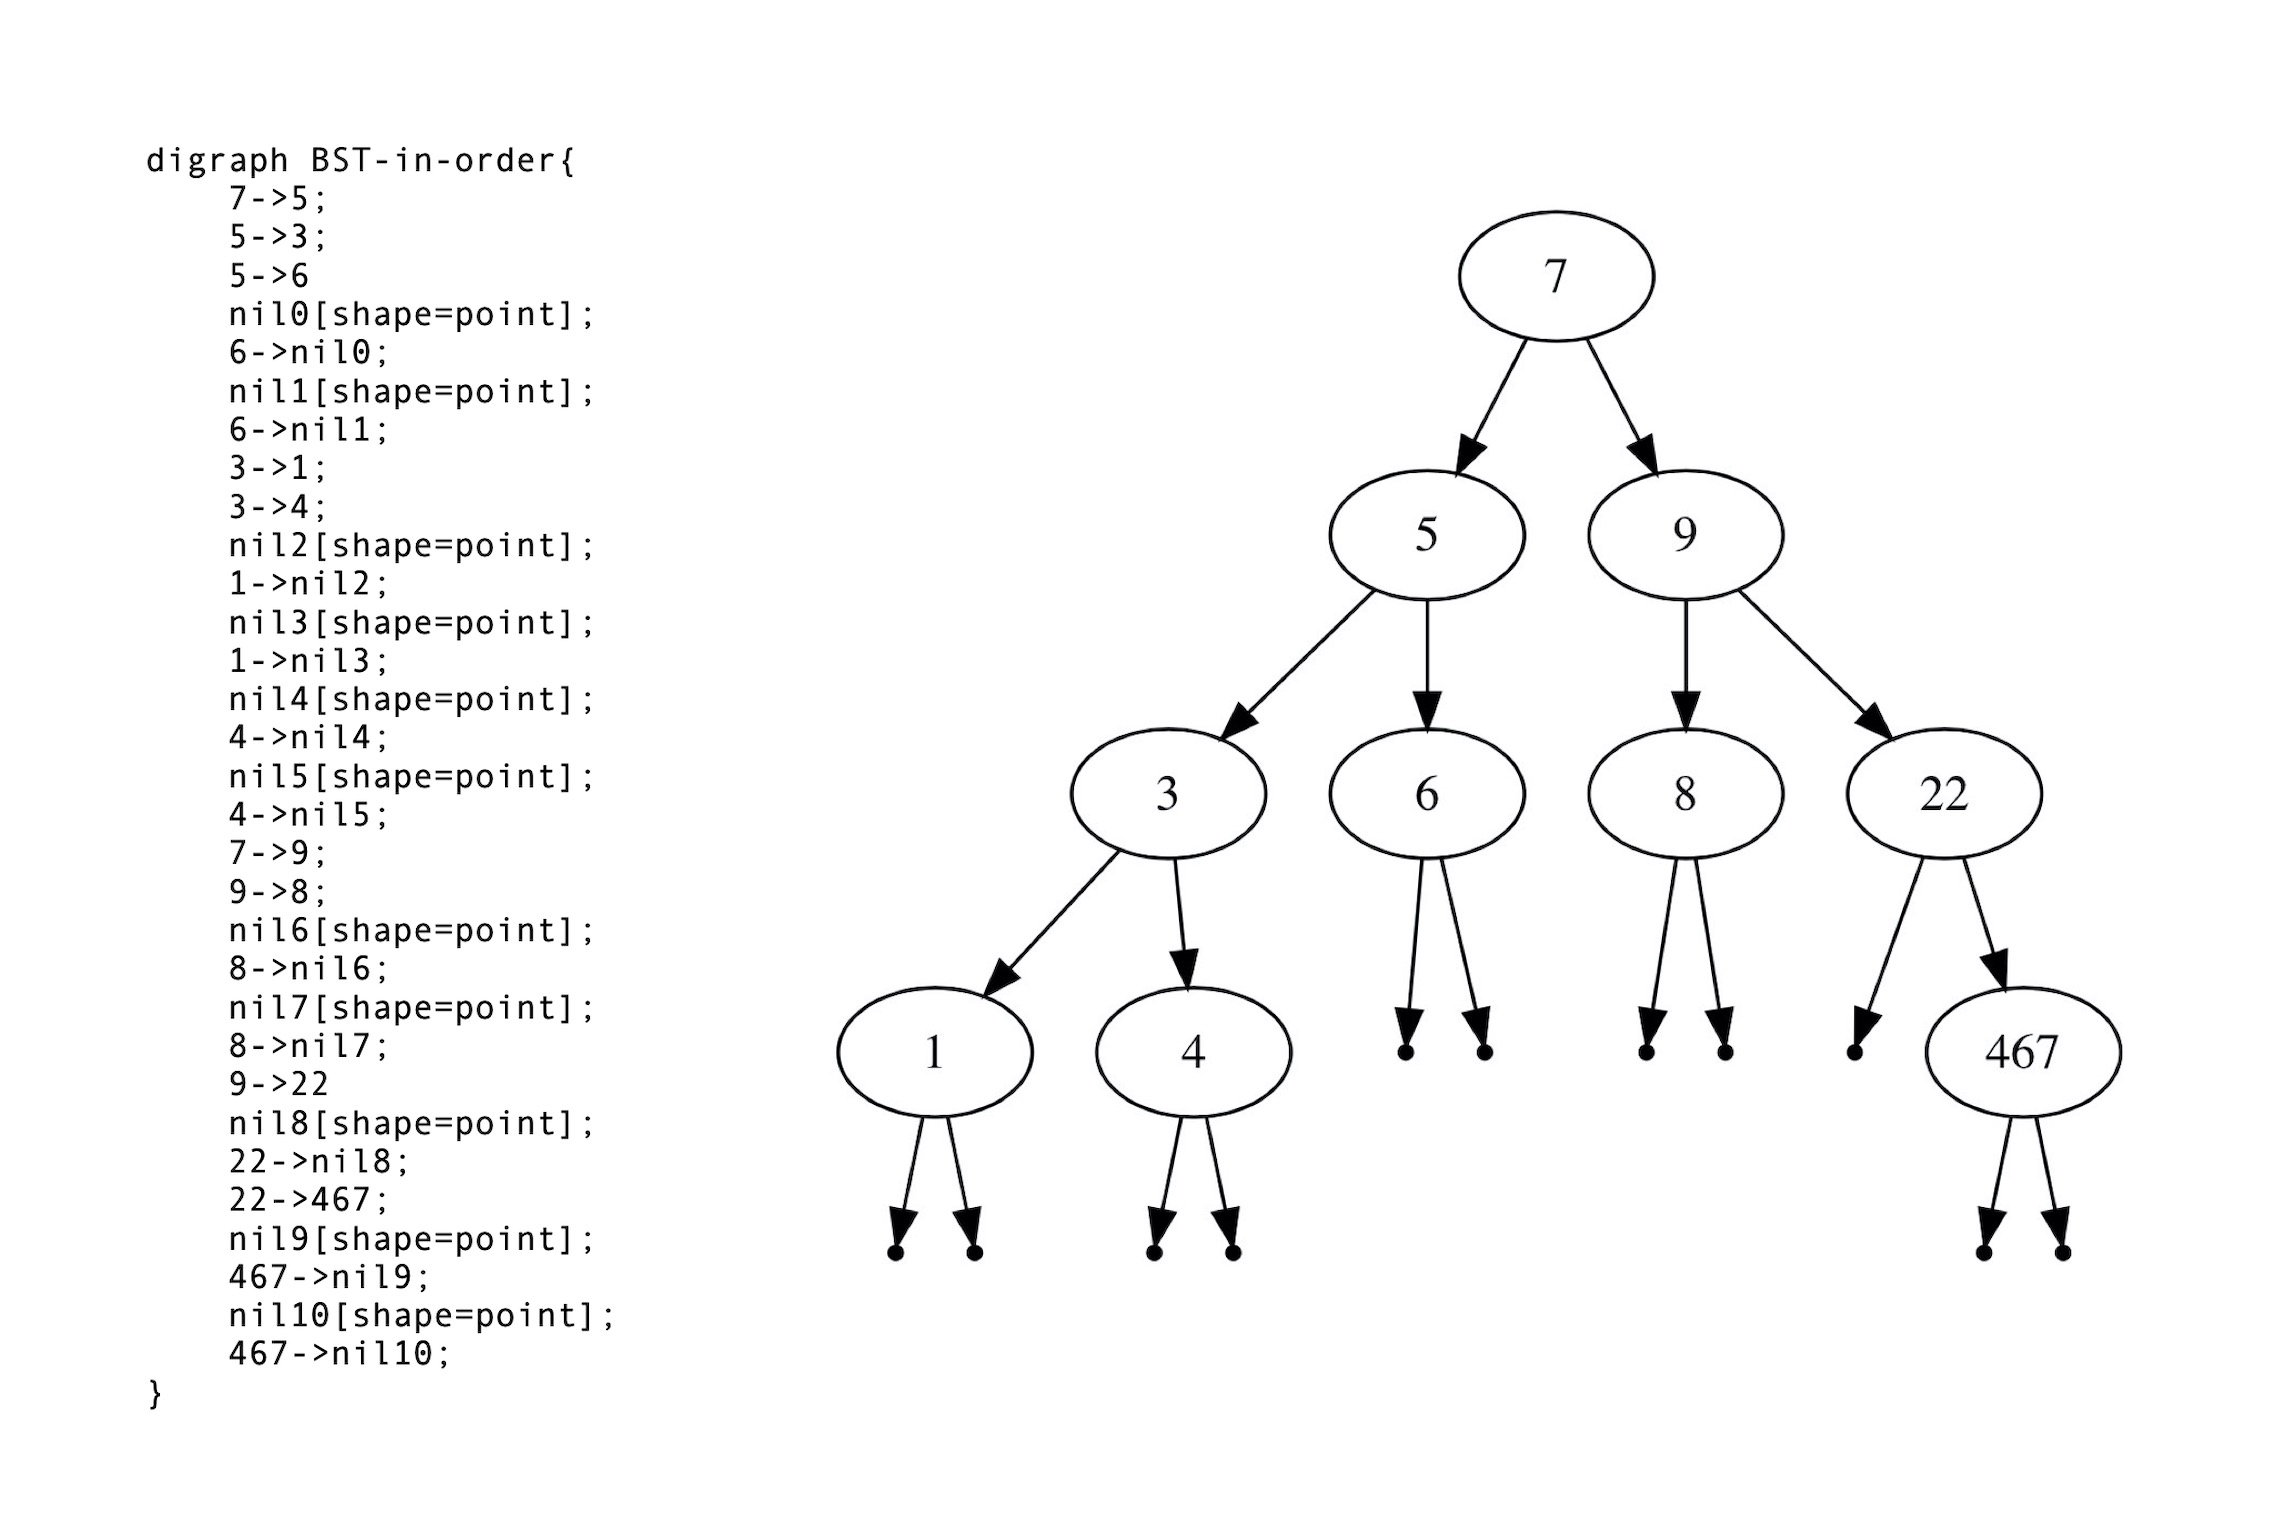 digraph BST-in-order{
7->5;
5->3;
5->6
nil0[shape=point];
6->nil0;
nil1[shape=point];
6->nil1;
3->1;
3->4;
nil2[shape=point];
1->nil2;
nil3[shape=point];
1->nil3;
nil4[shape=point];
4->nil4;
nil5[shape=point];
4->nil5;
7->9;
9->8;
nil6[shape=point];
8->nil6;
nil7[shape=point];
8->nil7;
9->22
nil8[shape=point];
22->nil8;
22->467;
nil9[shape=point];
467->nil9;
nil10[shape=point];
467->nil10;
}
7
5 9
3 6 8 22
1 4 467